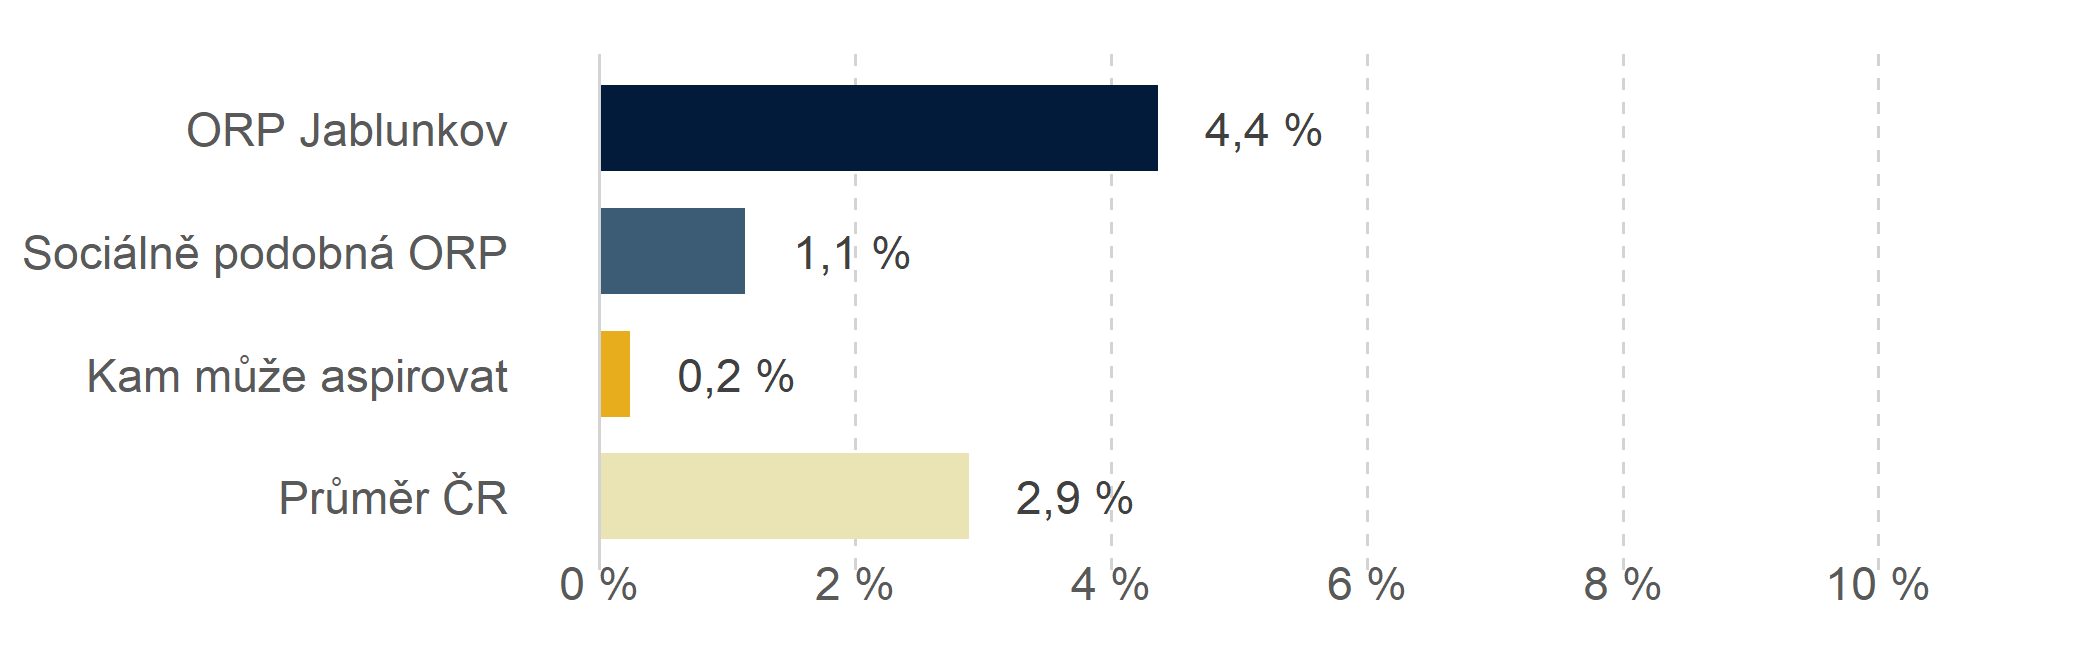 ORP Jablunkov 4,4 %
Sociálně podobná ORP 1,1 %
Kam může aspirovat 0,2 %
Průměr ČR 2,9 %
0 % 2 % 4 % 6 % 8 % 10 %